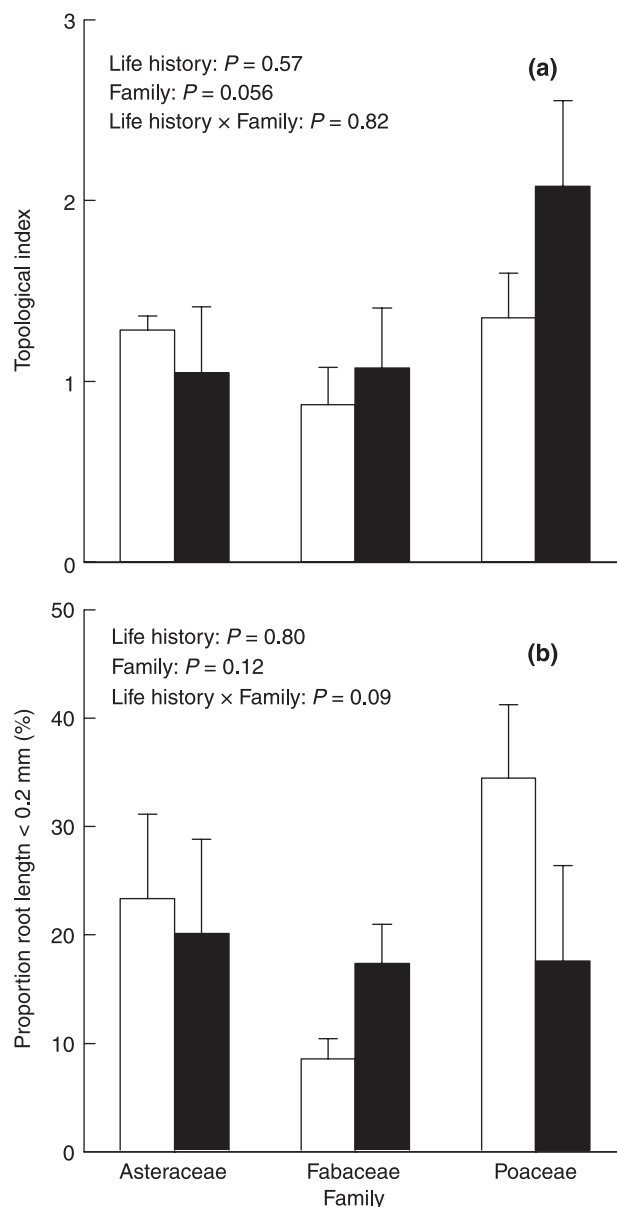 3
Life history: P = 0.57
(a)
Family: P = 0.056
Life history × Family: P = 0.82
2
Topological index
1
0
50
Life history: P = 0.80
(b)
Family: P = 0.12
Life history × Family: P = 0.09
40
30
Proportion root lengtn < 0.2 mm (%)
20
10
0
Asteraceae Fabaceae Poaceae
Family